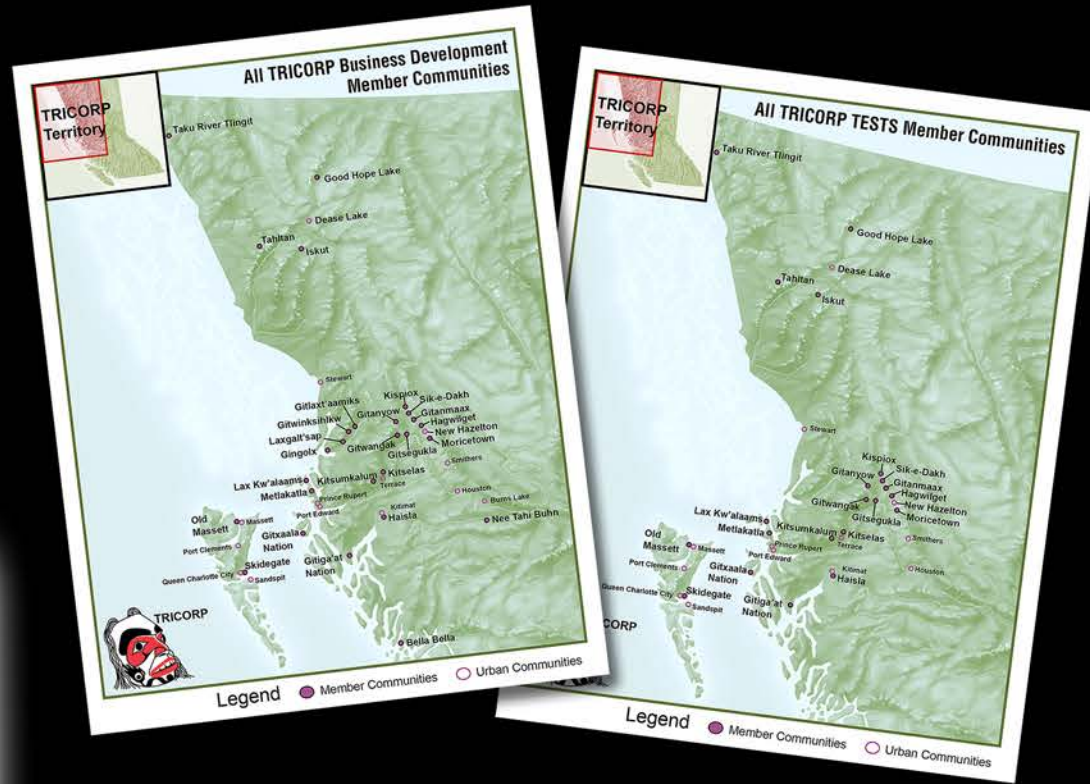 All TRICORP Business Development
Member Communities
TRICORP
Territory
Taku River Tlingit
Good Hope Lake
Dease Lake
Tahltan
Iskut
Stewart
Kispiox
Gitlaxt'aamiks
Sik-e-Dakh
Gitwinksihlkw
Gitanyow
Gitanmaax
Hagwilget
Laxgalt'sap
New Hazelton
Gingolx
Gitwangak
Moricetown
Gitsegukla
Smithers
Lax Kw'alaams
Kitsumkalum
Kitselas
Terrace
Metlakatla
Prince Rupert
Houston
Burns Lake
Port Edward
Kitimat
Haisla
Nee Tahi Buhn
Old
Massett
Massett
Gitxaala
Nation
Port Clements
Gitiga'at
Nation
Skidegate
Queen Charlotte City
Sandspit
TRICORP
Bella Bella
Legend
Member Communities
Urban Communities
All TRICORP TESTS Member Communities
TRICORP
Territory
Taku River Tlingit
Good Hope Lake
Dease Lake
Tahltan
Iskut
Stewart
Kispiox
Sik-e-Dakh
Gitanyow
Gitanmaax
Hagwilget
Gitwangak
New Hazelton
Moricetown
Gitsegukla
Lax Kw'alaams
Metlakatla
Kitsumkalum
Kitselas
Terrace
Smithers
Prince Rupert
Port Edward
Old
Massett
Massett
Port Clements
Gitxaala
Nation
Kitimat
Haisla
Houston
Queen Charlotte City
Skidegate
Sandspit
Gitiga'at
Nation
CORP
Legend
Member Communities
Urban Communities